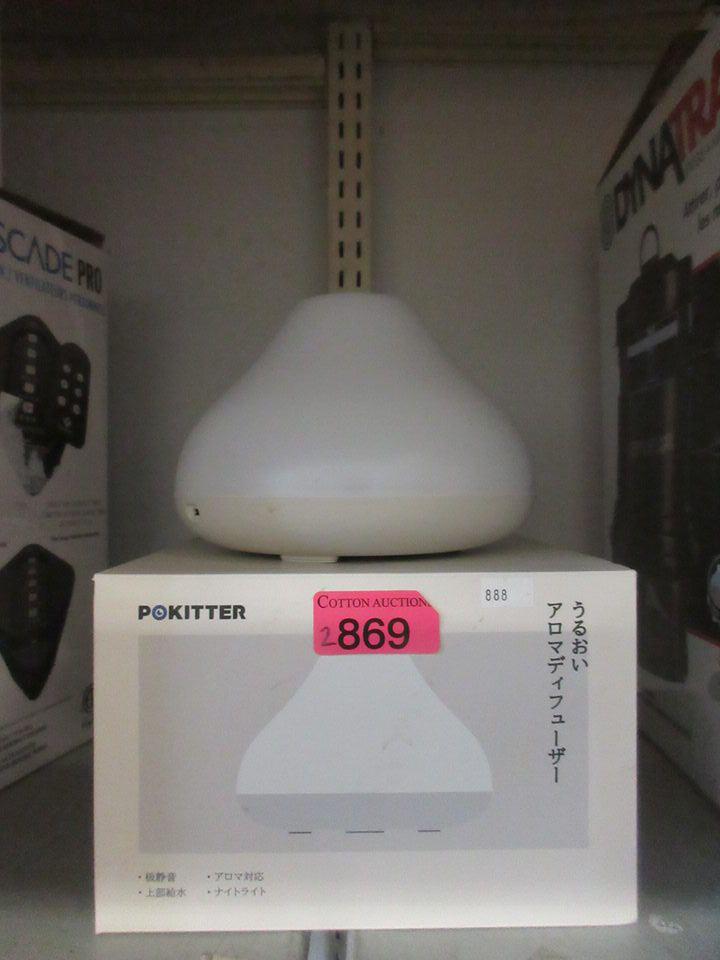 SCADE PRO
DYNATRA
POKITTER
COTTON AUCTION
2869
888
うるおい
アロマディフューザー
・極静音 ・アロマ対応
・上部給水 ・ナイトライト